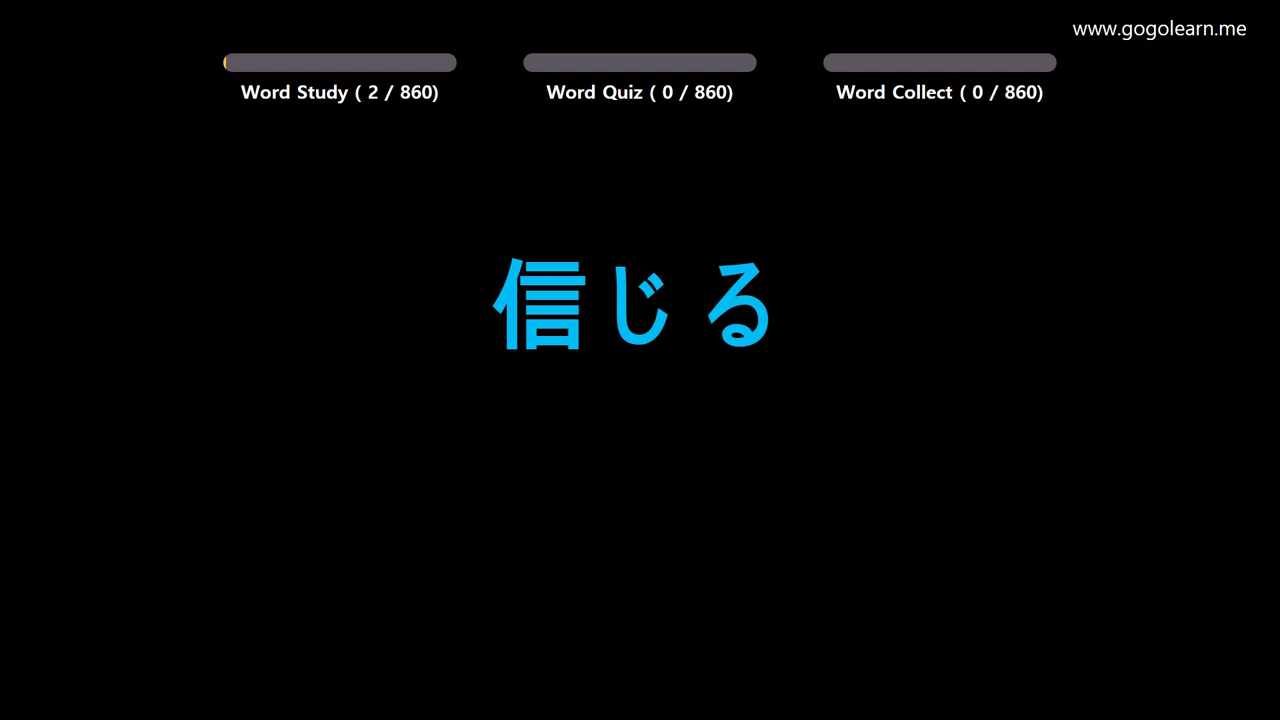 www.gogolearn.me
Word Study ( 2 / 860)
Word Quiz ( 0 / 860)
Word Collect ( 0 / 860)
信じる